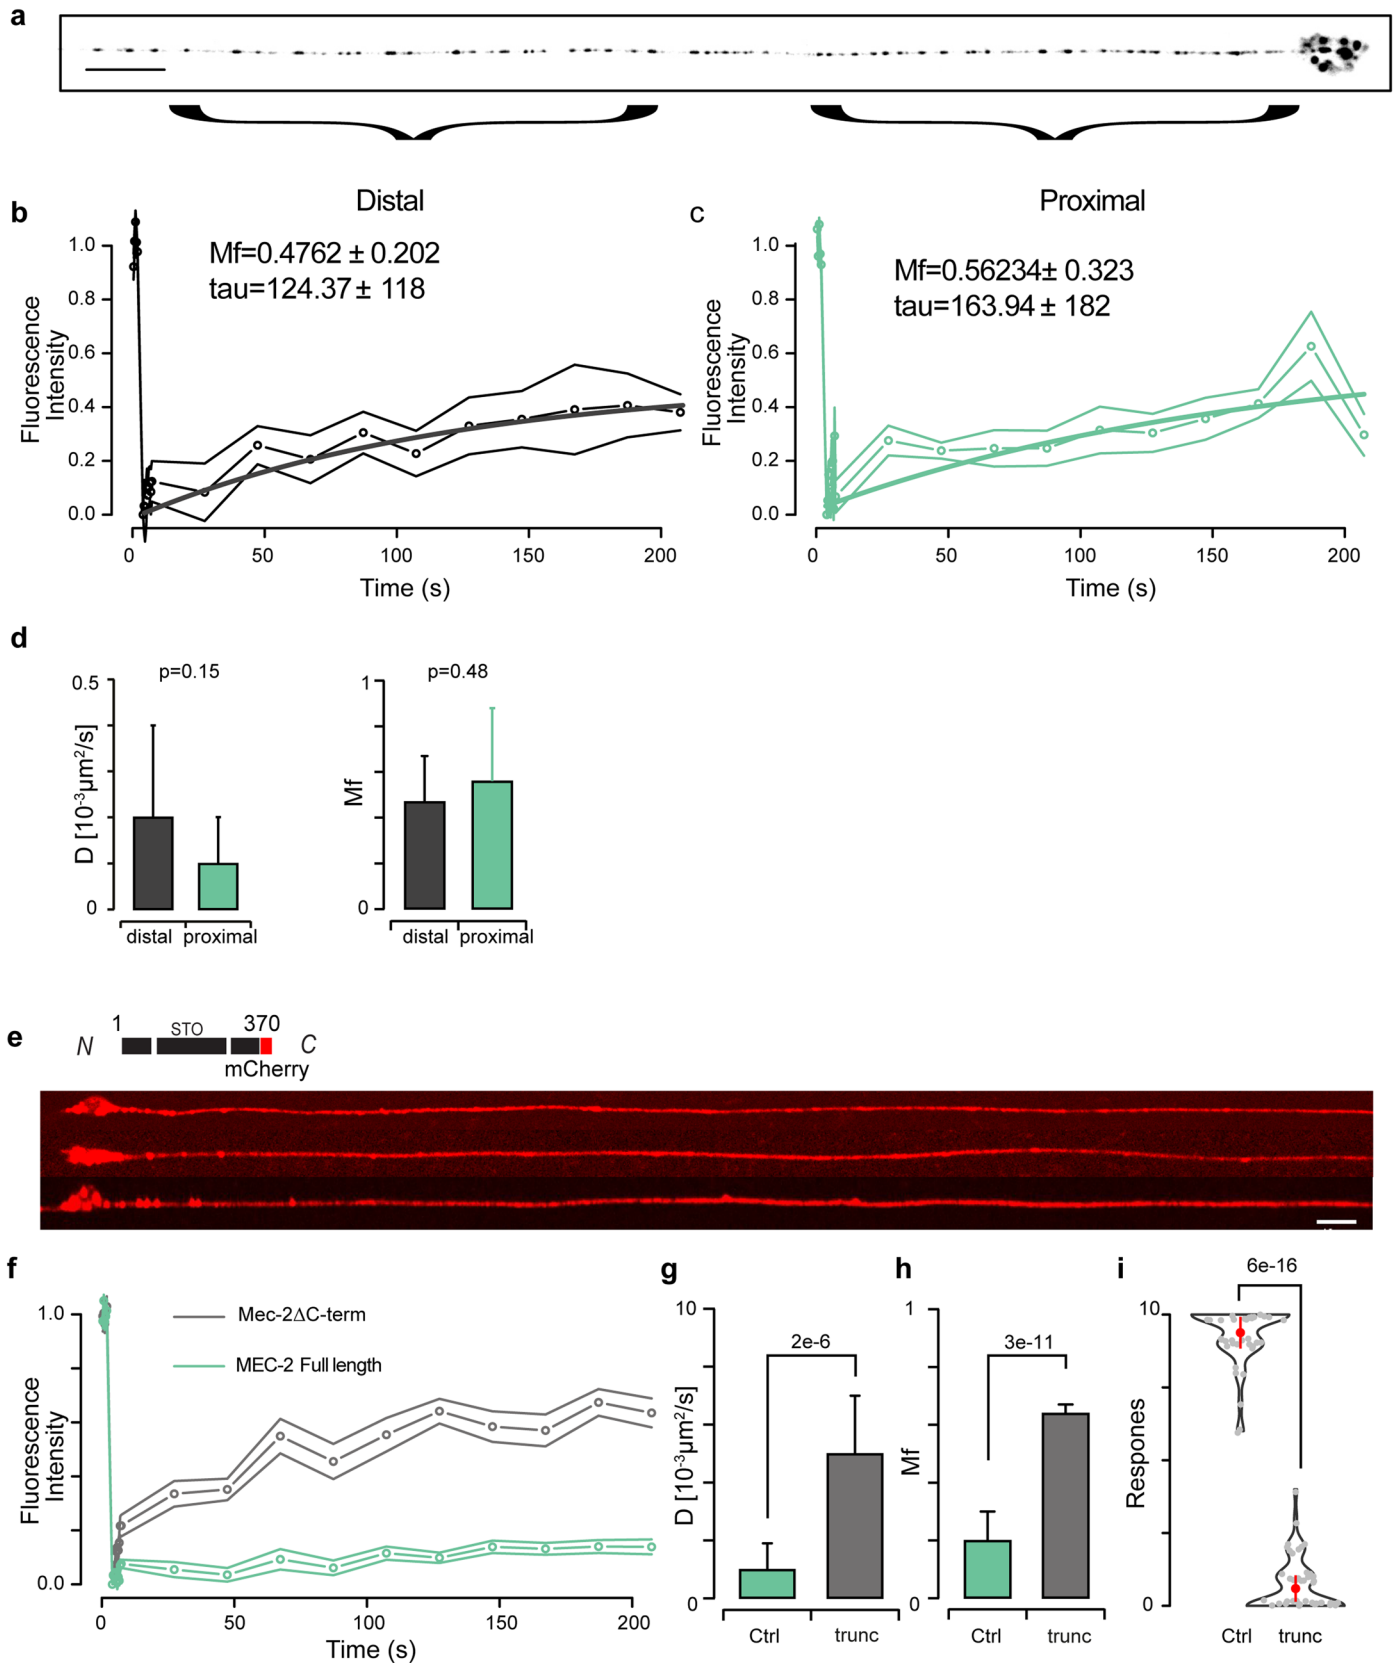 a
b
Distal
Mf=0.4762 ± 0.202
tau=124.37 ± 118
Fluorescence
Intensity
1.0
0.8
0.6
0.4
0.2
0.0
0 50 100 150 200
Time (s)
c
Proximal
Mf=0.56234± 0.323
tau=163.94 ± 182
Fluorescence
Intensity
1.0
0.8
0.6
0.4
0.2
0.0
0 50 100 150 200
Time (s)
d
p=0.15
D [10⁻³µm²/s]
0.5
0
distal proximal
p=0.48
Mf
1
0
distal proximal
e
1 STO 370
N C
mCherry
f
Mec-2ΔC-term
MEC-2 Full length
Fluorescence
Intensity
1.0
0.0
0 50 100 150 200
Time (s)
g
2e-6
D [10⁻³µm²/s]
10
0
Ctrl trunc
h
3e-11
Mf
1
0
Ctrl trunc
i
6e-16
Respones
10
0
Ctrl trunc